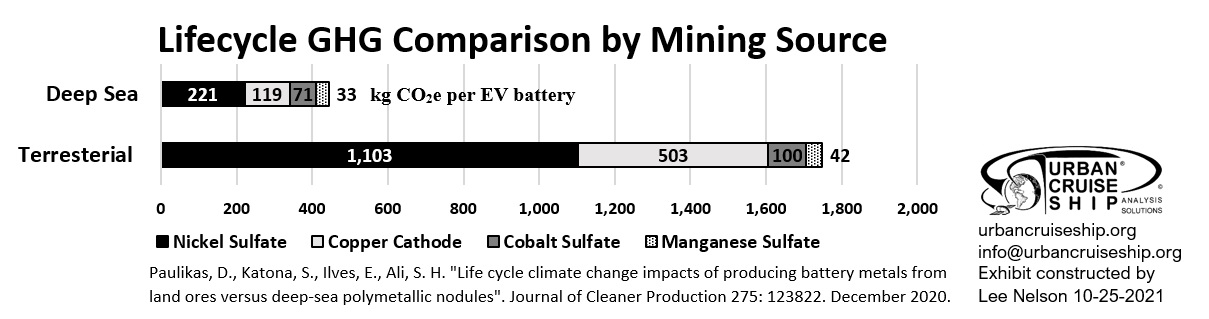 Lifecycle GHG Comparison by Mining Source
Deep Sea 221 119 71 33 kg CO₂e per EV battery
Terresterial 1,103 503 100 42
0 200 400 600 800 1,000 1,200 1,400 1,600 1,800 2,000
Nickel Sulfate Copper Cathode Cobalt Sulfate Manganese Sulfate
Paulikas, D., Katona, S., Ilves, E., Ali, S. H. "Life cycle climate change impacts of producing battery metals from
land ores versus deep-sea polymetallic nodules". Journal of Cleaner Production 275: 123822. December 2020.
URBAN®
CRUISE ©
SHIP ANALYSIS
SOLUTIONS
urbancruiseship.org
info@urbancruiseship.org
Exhibit constructed by
Lee Nelson 10-25-2021